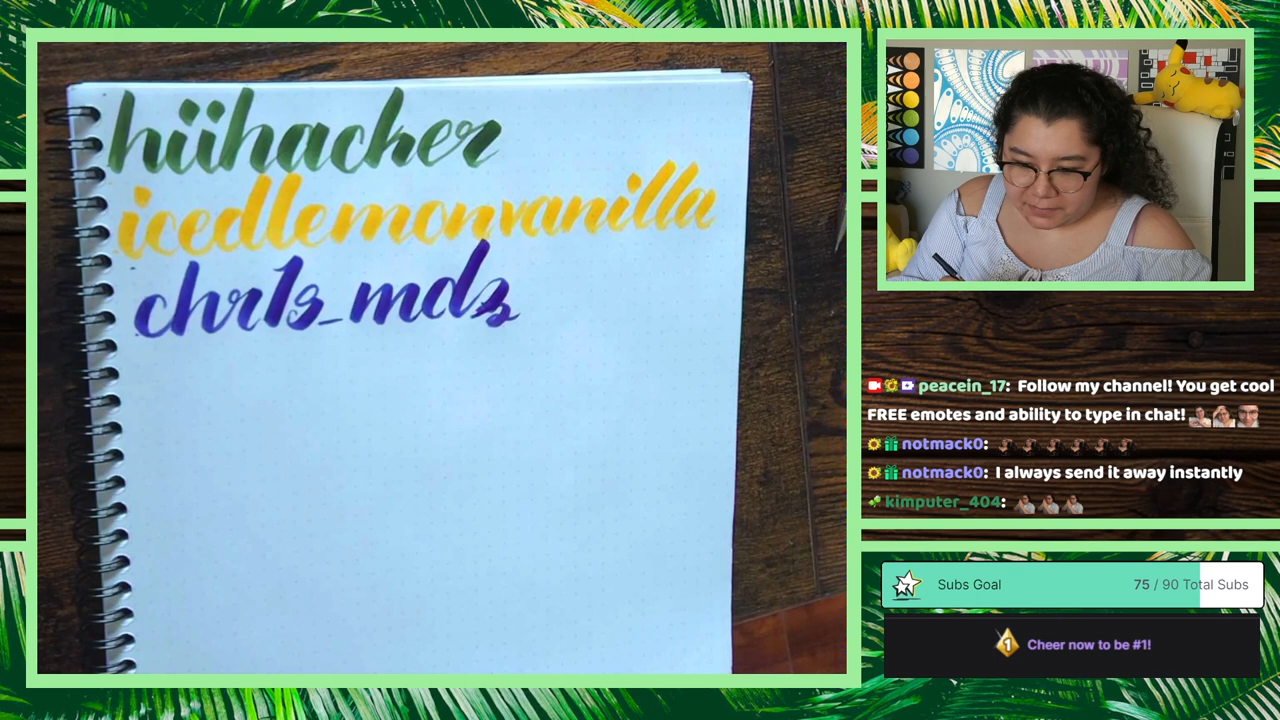 hiihacker
icedlemonvanilla
chr1s_mds
peacein_17: Follow my channel! You get cool
FREE emotes and ability to type in chat!
notmack0:
notmack0: I always send it away instantly
kimputer_404:
Subs Goal 75 / 90 Total Subs
1 Cheer now to be #1!